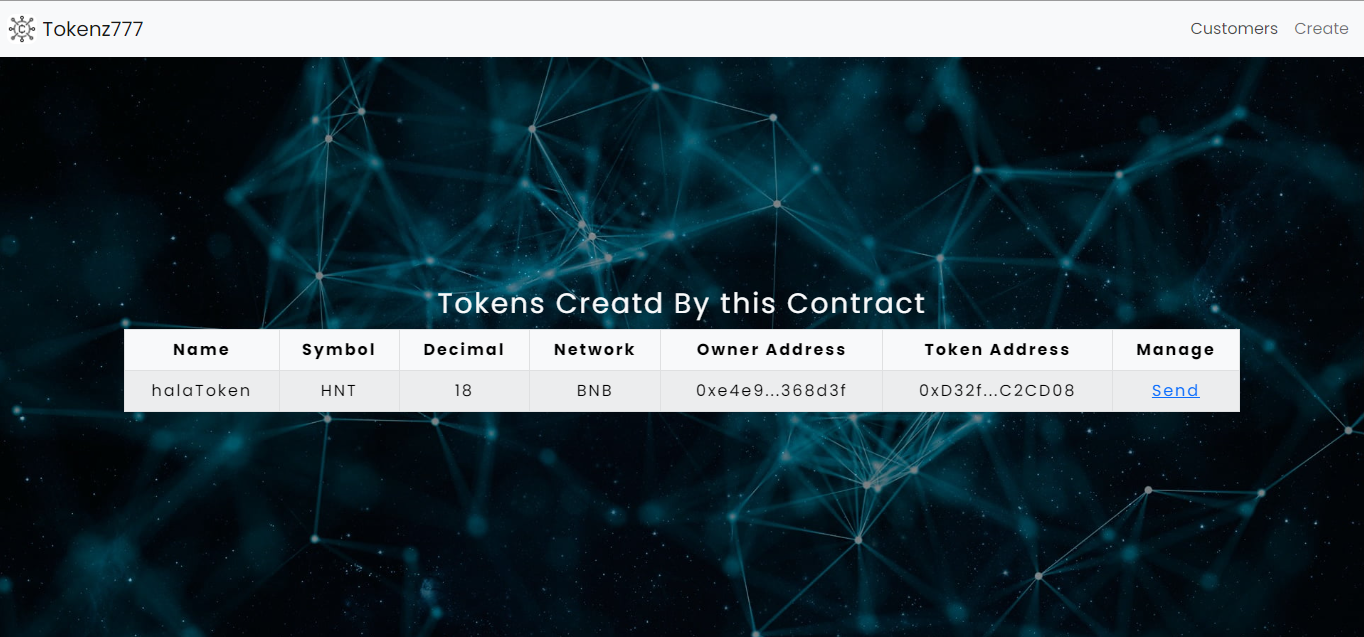 Tokenz777
Customers Create
Tokens Creatd By this Contract
Name Symbol Decimal Network Owner Address Token Address Manage
halaToken HNT 18 BNB 0xe4e9...368d3f 0xD32f...C2CD08 Send